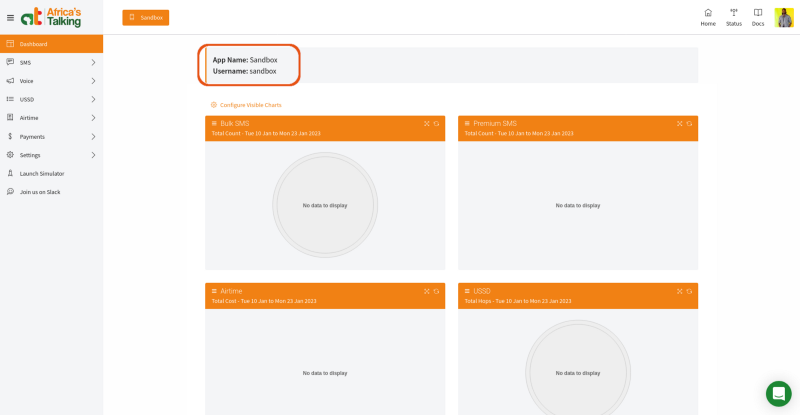 Africa's
Talking
Sandbox
Home
Status
Docs
Dashboard
SMS
Voice
USSD
Airtime
Payments
Settings
Launch Simulator
Join us on Slack
App Name: Sandbox
Username: sandbox
Configure Visible Charts
Bulk SMS
Total Count - Tue 10 Jan to Mon 23 Jan 2023
No data to display
Premium SMS
Total Count - Tue 10 Jan to Mon 23 Jan 2023
No data to display
Airtime
Total Cost - Tue 10 Jan to Mon 23 Jan 2023
No data to display
USSD
Total Hops - Tue 10 Jan to Mon 23 Jan 2023
No data to display